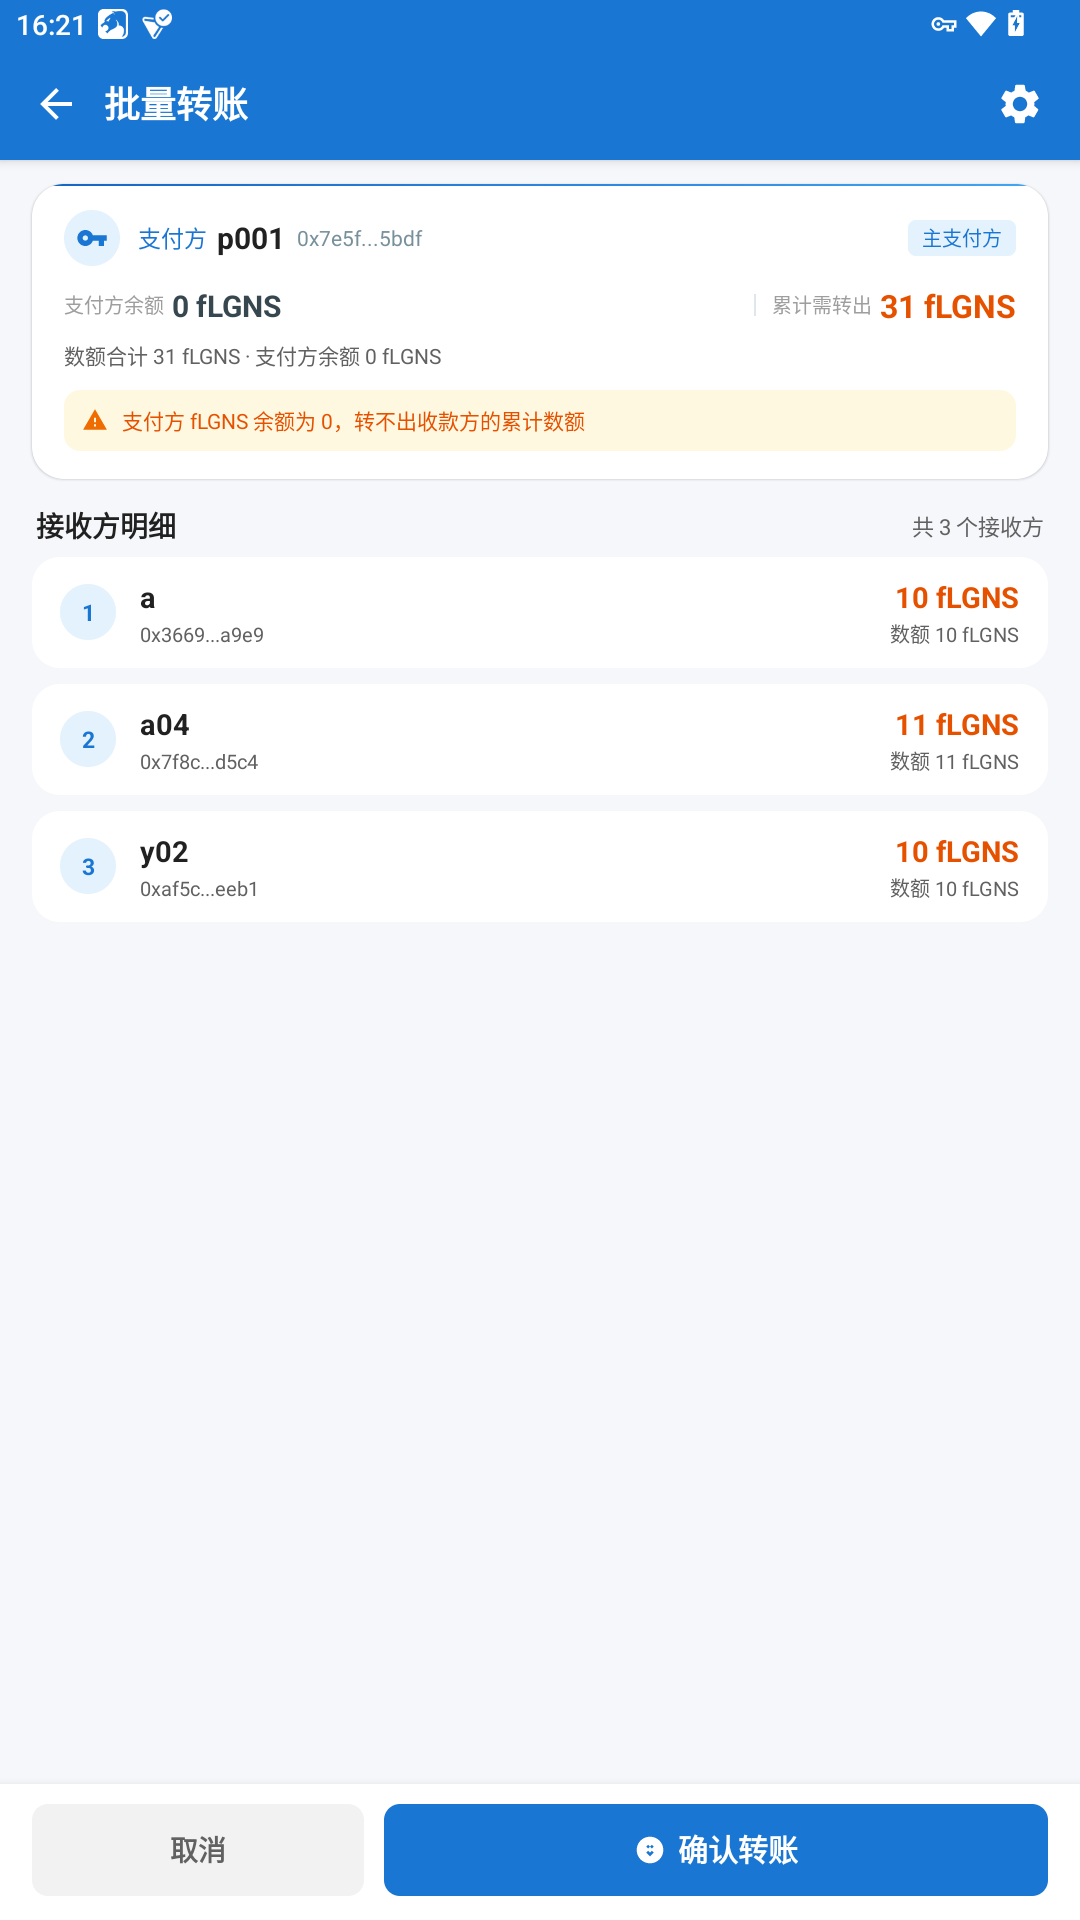 16:21
批量转账
支付方 p001 0x7e5f...5bdf 主支付方
支付方余额 0 fLGNS 累计需转出 31 fLGNS
数额合计 31 fLGNS · 支付方余额 0 fLGNS
支付方 fLGNS 余额为 0，转不出收款方的累计数额
接收方明细 共 3 个接收方
1 a 10 fLGNS
0x3669...a9e9 数额 10 fLGNS
2 a04 11 fLGNS
0x7f8c...d5c4 数额 11 fLGNS
3 y02 10 fLGNS
0xaf5c...eeb1 数额 10 fLGNS
取消 确认转账